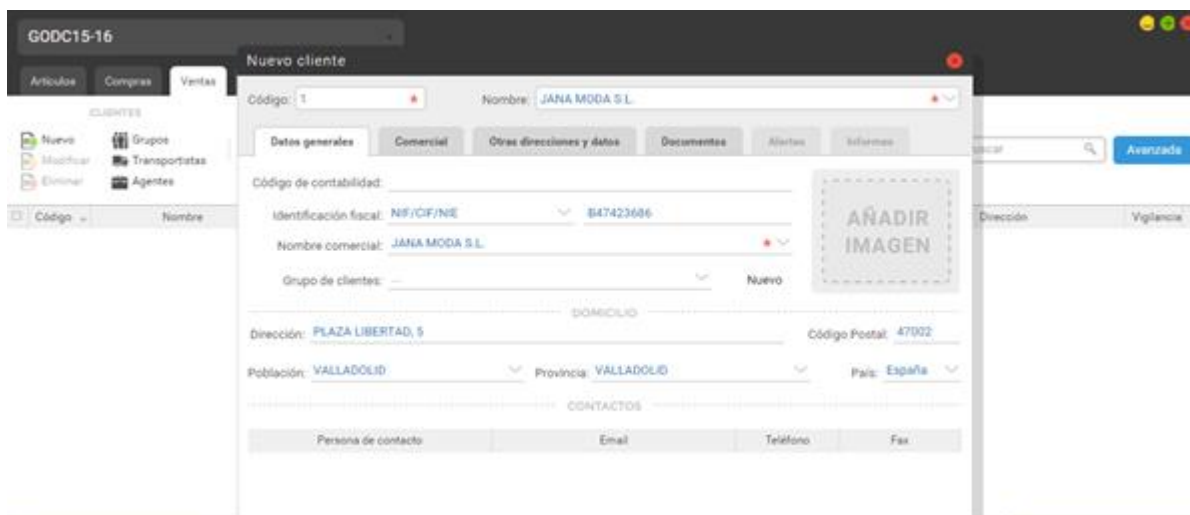 GODC15-16
Nuevo cliente
Artículos Compras Ventas
Código: 1 * Nombre: JANA MODA S.L. *
CLIENTES
Nuevo Grupos
Modificar Transportistas
Eliminar Agentes
Datos generales Comercial Otras direcciones y datos Documentos Alertas Informes
Avanzada
Código de contabilidad:
Código Nombre Dirección Vigilancia
Identificación fiscal: NIF/CIF/NIE B47423686
AÑADIR
IMAGEN
Nombre comercial: JANA MODA S.L. *
Grupo de clientes: --- Nuevo
DOMICILIO
Dirección: PLAZA LIBERTAD, 5 Código Postal: 47002
Población: VALLADOLID Provincia: VALLADOLID País: España
CONTACTOS
Persona de contacto Email Teléfono Fax